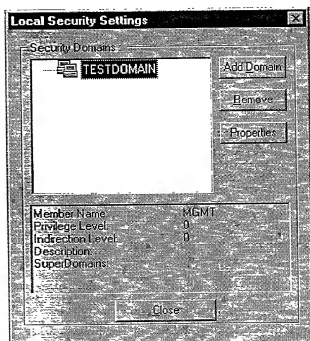 Local Security Settings
Security Domains
TESTDOMAIN
Add Domain
Remove
Properties
Member Name: MGMT
Privilege Level: 0
Indirection Level: 0
Description:
SuperDomains:
Close